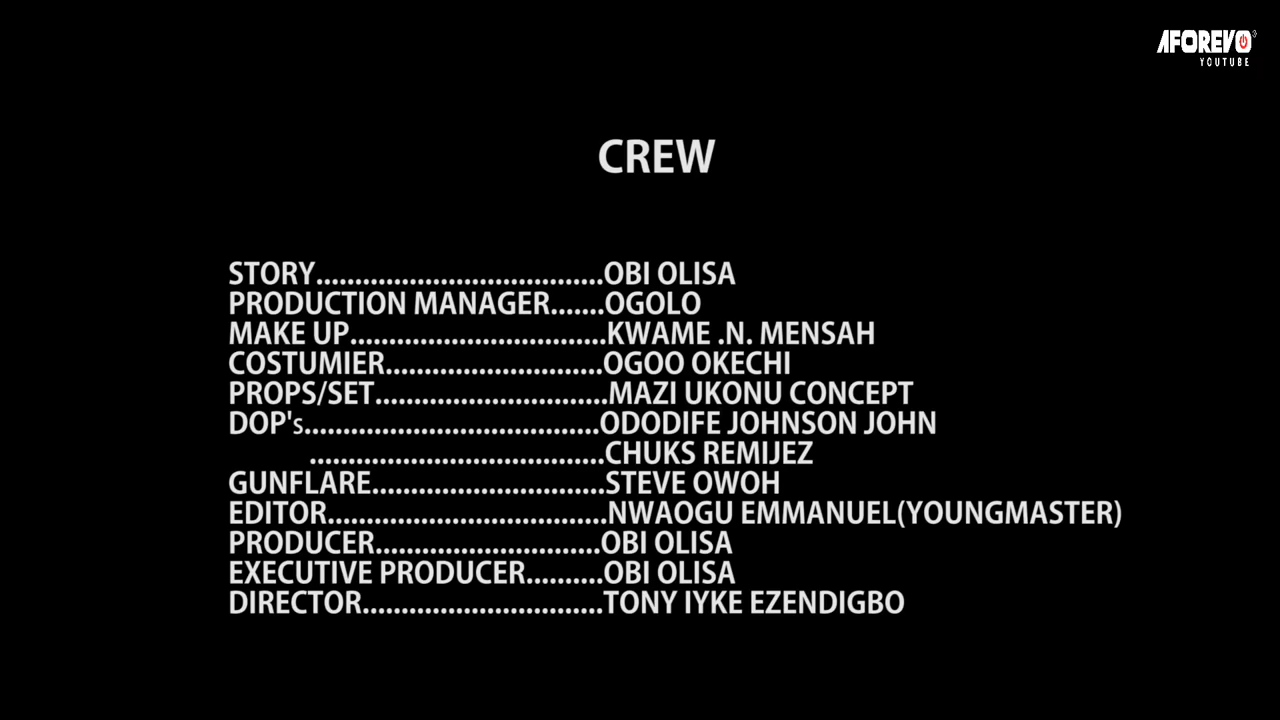 AFOREVO
YOUTUBE
CREW
STORY.....................................OBI OLISA
PRODUCTION MANAGER.......OGOLO
MAKE UP.................................KWAME .N. MENSAH
COSTUMIER............................OGOO OKECHI
PROPS/SET..............................MAZI UKONU CONCEPT
DOP's......................................ODODIFE JOHNSON JOHN
......................................CHUKS REMIJEZ
GUNFLARE..............................STEVE OWOH
EDITOR....................................NWAOGU EMMANUEL(YOUNGMASTER)
PRODUCER.............................OBI OLISA
EXECUTIVE PRODUCER..........OBI OLISA
DIRECTOR...............................TONY IYKE EZENDIGBO